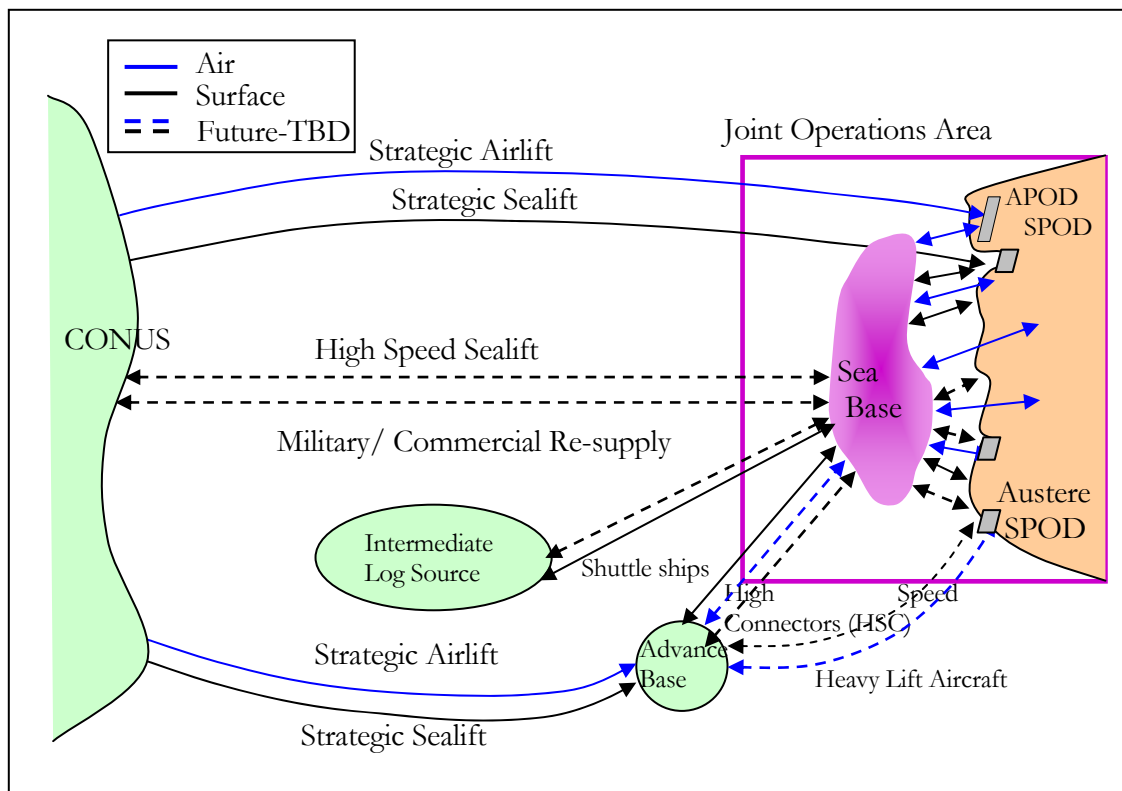 Air
Surface
Future-TBD
Joint Operations Area
Strategic Airlift
Strategic Sealift
APOD
SPOD
CONUS
High Speed Sealift
Sea
Base
Military/ Commercial Re-supply
Intermediate
Log Source
Austere
SPOD
Shuttle ships
High Speed
Connectors (HSC)
Advance
Base
Strategic Airlift
Heavy Lift Aircraft
Strategic Sealift